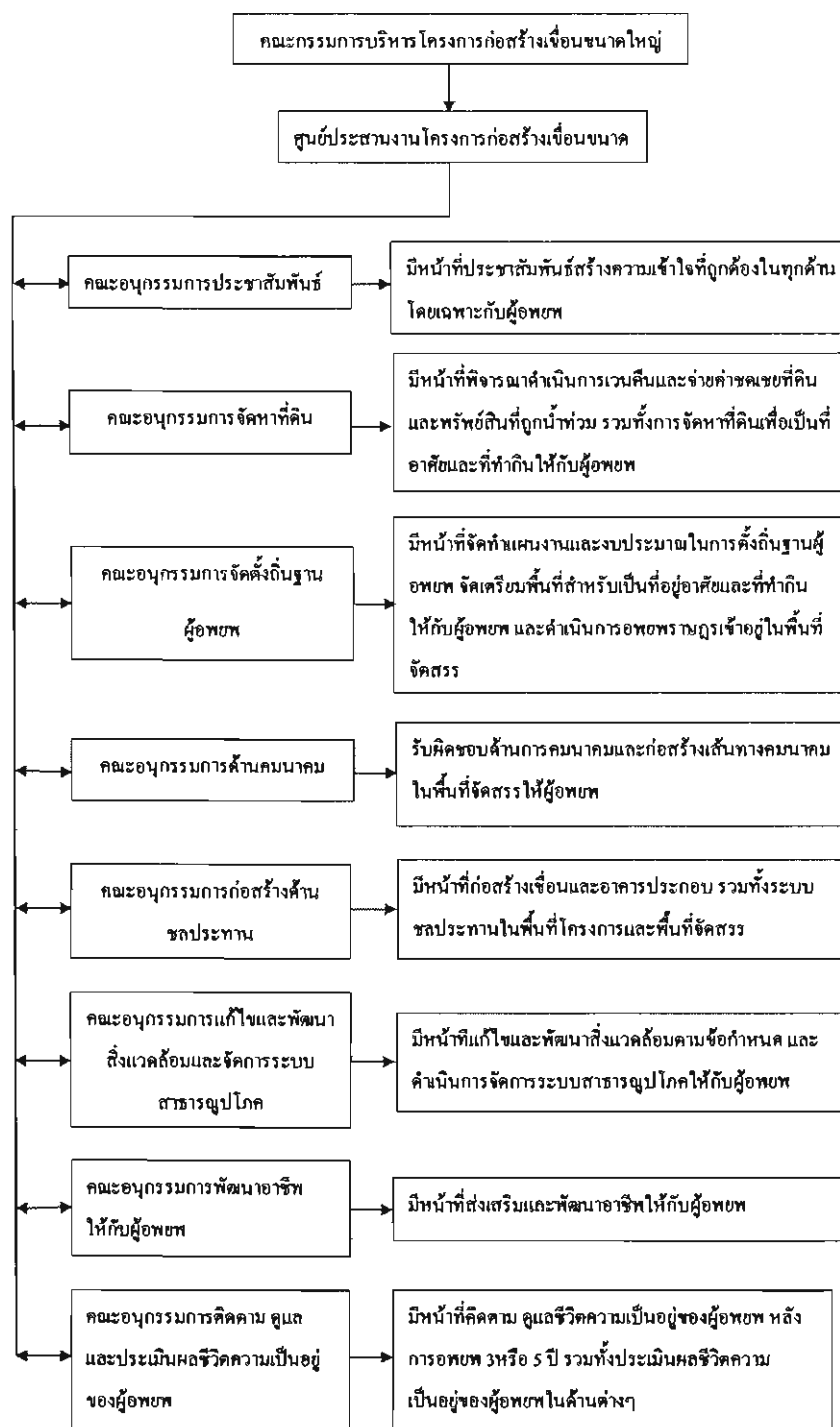 คณะกรรมการบริหารโครงการก่อสร้างเขื่อนขนาดใหญ่
ศูนย์ประสานงานโครงการก่อสร้างเขื่อนขนาด
คณะอนุกรรมการประชาสัมพันธ์
มีหน้าที่ประชาสัมพันธ์สร้างความเข้าใจที่ถูกต้องในทุกด้าน
โดยเฉพาะกับผู้อพยพ
คณะอนุกรรมการจัดหาที่ดิน
มีหน้าที่พิจารณาดำเนินการเวนคืนและจ่ายค่าชดเชยที่ดิน
และทรัพย์สินที่ถูกน้ำท่วม รวมทั้งการจัดหาที่ดินเพื่อเป็นที่
อาศัยและที่ทำกินให้กับผู้อพยพ
คณะอนุกรรมการจัดตั้งถิ่นฐาน
ผู้อพยพ
มีหน้าที่จัดทำแผนงานและงบประมาณในการตั้งถิ่นฐานผู้
อพยพ จัดเตรียมพื้นที่สำหรับเป็นที่อยู่อาศัยและที่ทำกิน
ให้กับผู้อพยพ และดำเนินการอพยพราษฎรเข้าอยู่ในพื้นที่
จัดสรร
คณะอนุกรรมการด้านคมนาคม
รับผิดชอบด้านการคมนาคมและก่อสร้างเส้นทางคมนาคม
ในพื้นที่จัดสรรให้ผู้อพยพ
คณะอนุกรรมการก่อสร้างด้าน
ชลประทาน
มีหน้าที่ก่อสร้างเขื่อนและอาคารประกอบ รวมทั้งระบบ
ชลประทานในพื้นที่โครงการและพื้นที่จัดสรร
คณะอนุกรรมการแก้ไขและพัฒนา
สิ่งแวดล้อมและจัดการระบบ
สาธารณูปโภค
มีหน้าทีแก้ไขและพัฒนาสิ่งแวดล้อมตามข้อกำหนด และ
ดำเนินการจัดการระบบสาธารณูปโภคให้กับผู้อพยพ
คณะอนุกรรมการพัฒนาอาชีพ
ให้กับผู้อพยพ
มีหน้าที่ส่งเสริมและพัฒนาอาชีพให้กับผู้อพยพ
คณะอนุกรรมการติดตาม ดูแล
และประเมินผลชีวิตความเป็นอยู่
ของผู้อพยพ
มีหน้าที่ติดตาม ดูแลชีวิตความเป็นอยู่ของผู้อพยพ หลัง
การอพยพ 3หรือ 5 ปี รวมทั้งประเมินผลชีวิตความ
เป็นอยู่ของผู้อพยพในด้านต่างๆ